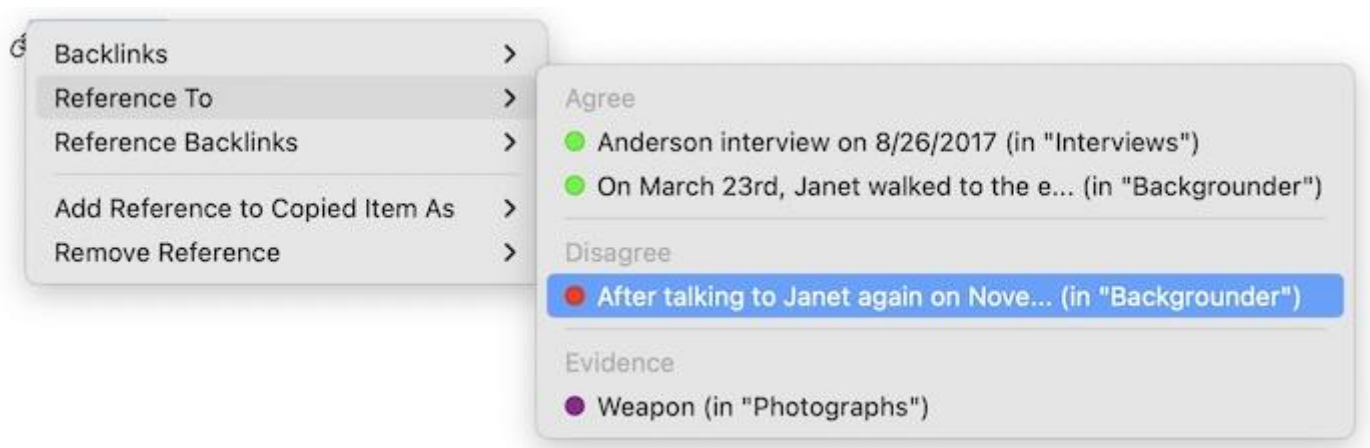 Backlinks
Reference To
Reference Backlinks
Add Reference to Copied Item As
Remove Reference
Agree
Anderson interview on 8/26/2017 (in "Interviews")
On March 23rd, Janet walked to the e... (in "Backgrounder")
Disagree
After talking to Janet again on Nove... (in "Backgrounder")
Evidence
Weapon (in "Photographs")